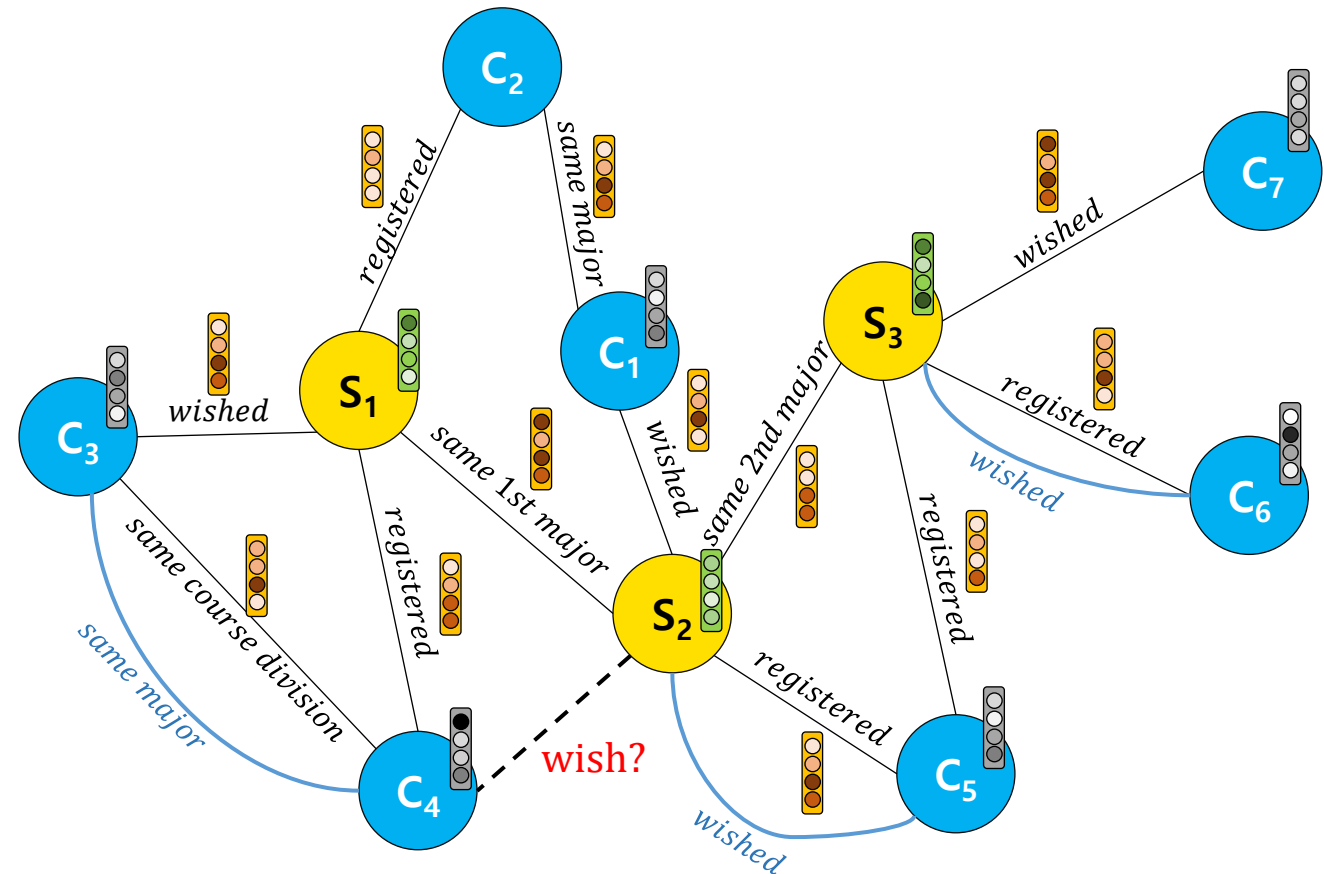 C2
registered
same major
C7
wished
S3
C1
S1
wished
C3
same 1st major
wished
same 2nd major
registered
wished
C6
same course division
same major
registered
S2
registered
registered
wish?
C4
C5
wished